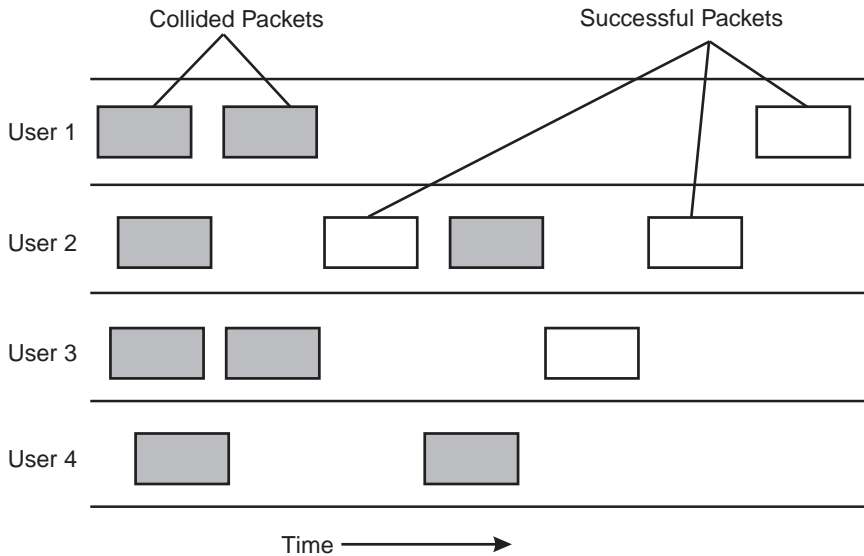 Collided Packets
Successful Packets
User 1
User 2
User 3
User 4
Time